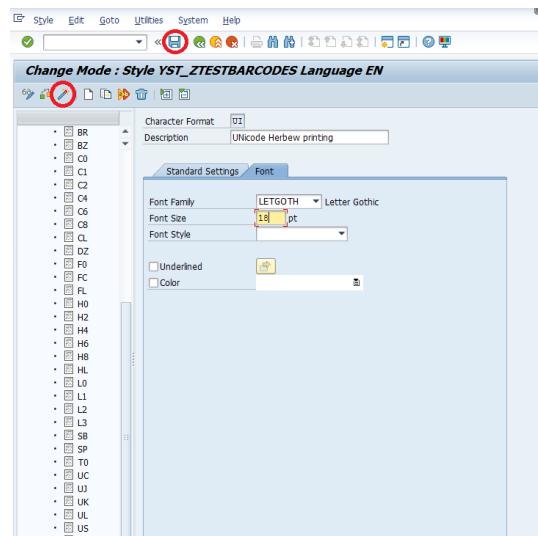 Style Edit Goto Utilities System Help
Change Mode : Style YST_ZTESTBARCODES Language EN
Character Format UI
Description UNicode Herbew printing
Standard Settings Font
Font Family LETGOTH Letter Gothic
Font Size 18 pt
Font Style
Underlined
Color
BR
BZ
C0
C1
C2
C4
C6
C8
CL
DZ
F0
FC
FL
H0
H2
H4
H6
H8
HL
L0
L1
L2
L3
SB
SP
T0
UC
UJ
UK
UL
US